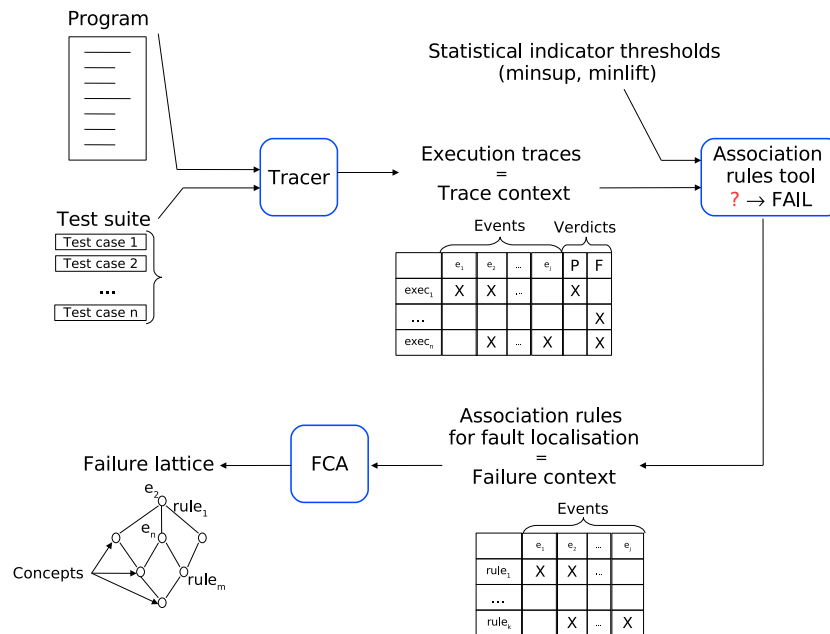 Program
Statistical indicator thresholds
(minsup, minlift)
Tracer
Execution traces
=
Trace context
Association
rules tool
? → FAIL
Test suite
Test case 1
Test case 2
...
Test case n
Events Verdicts
e1 e2 ... ej P F
exec1 X X ... X
... X
execn X ... X X
Association rules
for fault localisation
=
Failure context
FCA
Failure lattice
e2
rule1
en
Concepts
rulem
Events
e1 e2 ... ej
rule1 X X ...
...
rulek X ... X